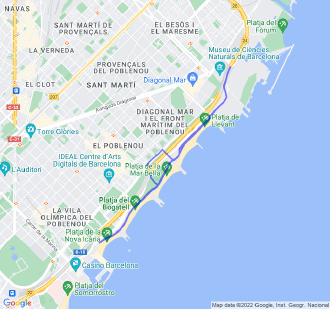 NAVAS
SANT MARTÍ DE
PROVENÇALS
EL BESÒS I
EL MARESME
Platja del
Fòrum
LA VERNEDA
Museu de Ciències
Naturals de Barcelona
PROVENÇALS
DEL POBLENOU
Diagonal Mar
EL CLOT
SANT MARTÍ
Avinguda Diagonal
DIAGONAL MAR
I EL FRONT
MARÍTIM DEL
POBLENOU
Platja de
Llevant
Torre Glòries
EL POBLENOU
L'Auditori
IDEAL Centre d'Arts
Digitals de Barcelona
Platja de la
Mar Bella
Platja del
Bogatell
LA VILA
OLÍMPICA DEL
POBLENOU
Platja de la
Nova Icària
B-10
Casino Barcelona
Platja del
Somorrostro
Google
Map data ©2022 Google, Inst. Geogr. Nacional